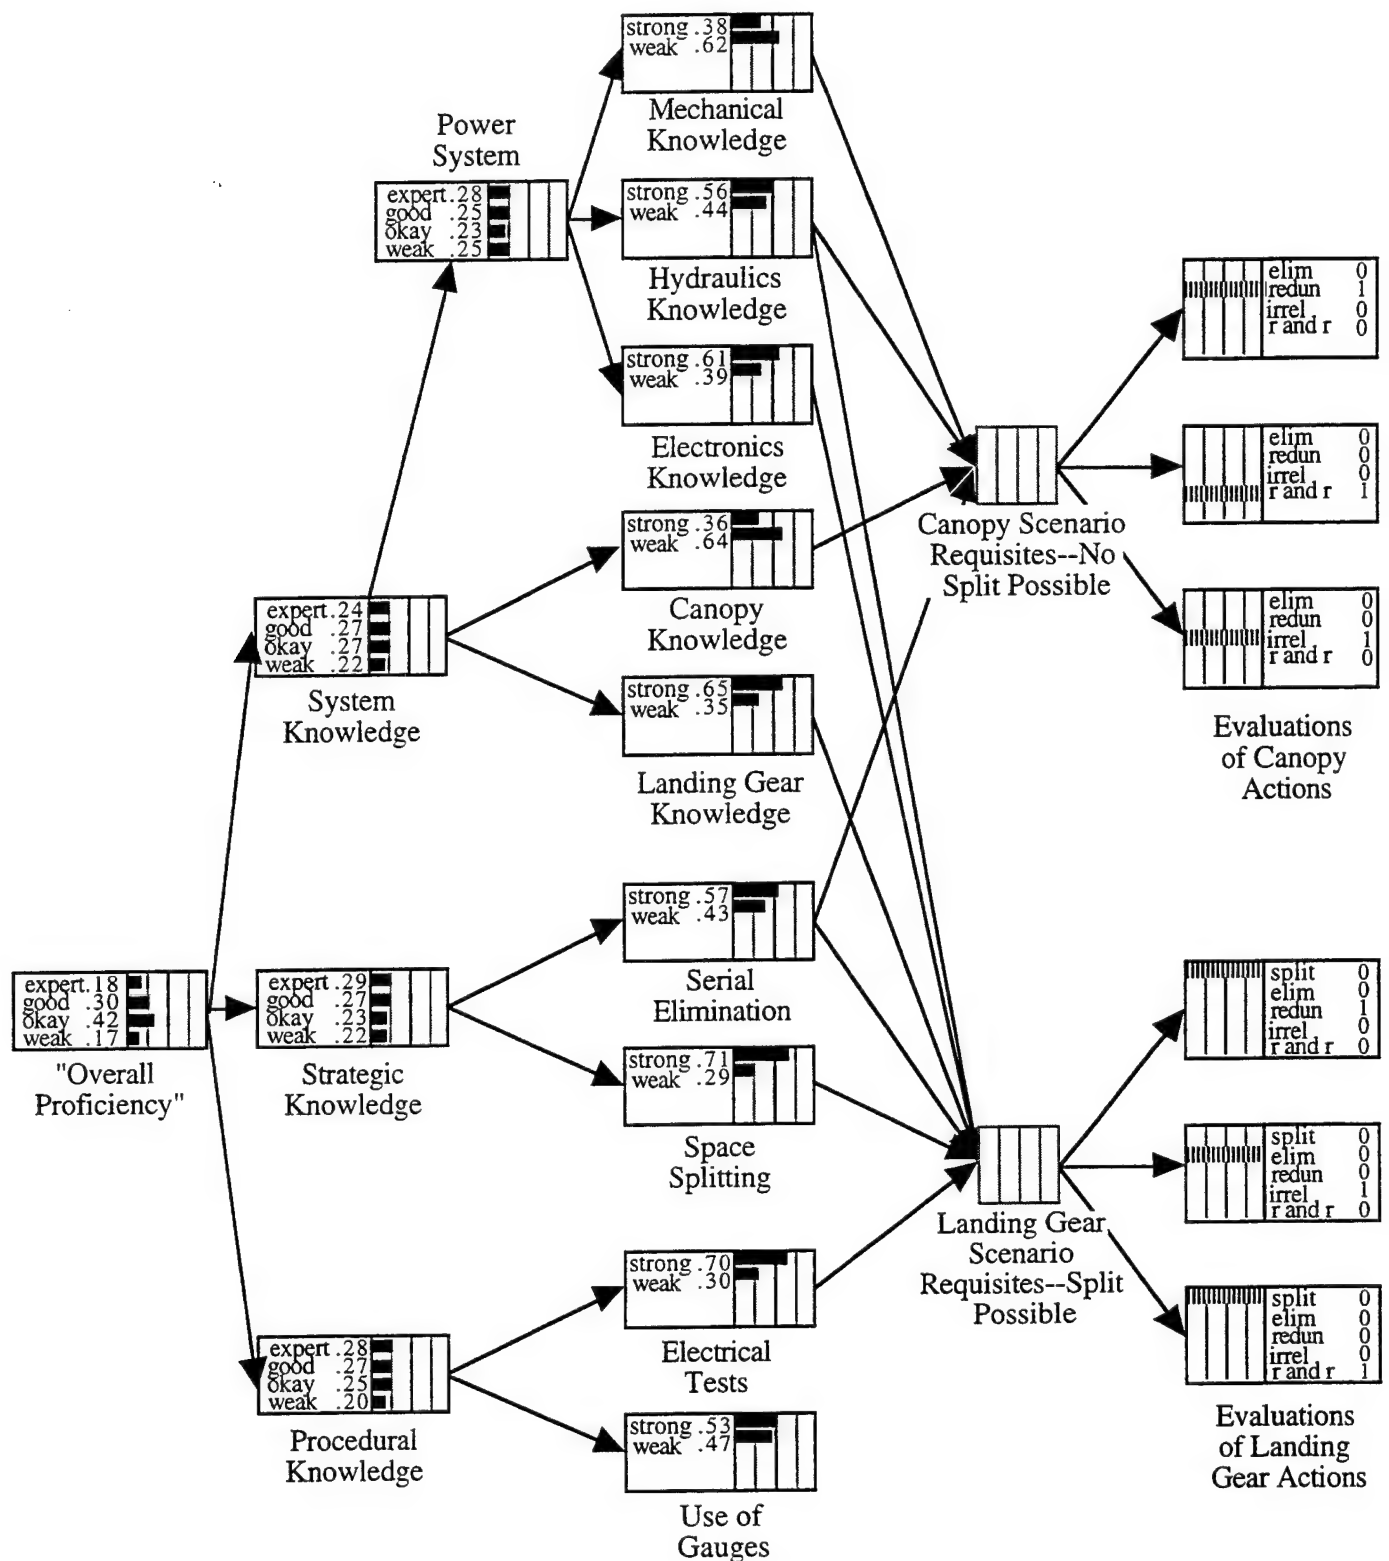 strong .38
weak .62
Mechanical
Knowledge
Power
System
expert .28
good .25
okay .23
weak .25
strong .56
weak .44
Hydraulics
Knowledge
strong .61
weak .39
Electronics
Knowledge
strong .36
weak .64
Canopy
Knowledge
expert .24
good .27
okay .27
weak .22
System
Knowledge
strong .65
weak .35
Landing Gear
Knowledge
strong .57
weak .43
Serial
Elimination
expert .18
good .30
okay .42
weak .17
"Overall
Proficiency"
expert .29
good .27
okay .23
weak .22
Strategic
Knowledge
strong .71
weak .29
Space
Splitting
strong .70
weak .30
Electrical
Tests
expert .28
good .27
okay .25
weak .20
Procedural
Knowledge
strong .53
weak .47
Use of
Gauges
Canopy Scenario
Requisites--No
Split Possible
Landing Gear
Scenario
Requisites--Split
Possible
elim 0
redun 1
irrel 0
r and r 0
elim 0
redun 0
irrel 0
r and r 1
elim 0
redun 0
irrel 1
r and r 0
Evaluations
of Canopy
Actions
split 0
elim 0
redun 1
irrel 0
r and r 0
split 0
elim 0
redun 0
irrel 1
r and r 0
split 0
elim 0
redun 0
irrel 0
r and r 1
Evaluations
of Landing
Gear Actions